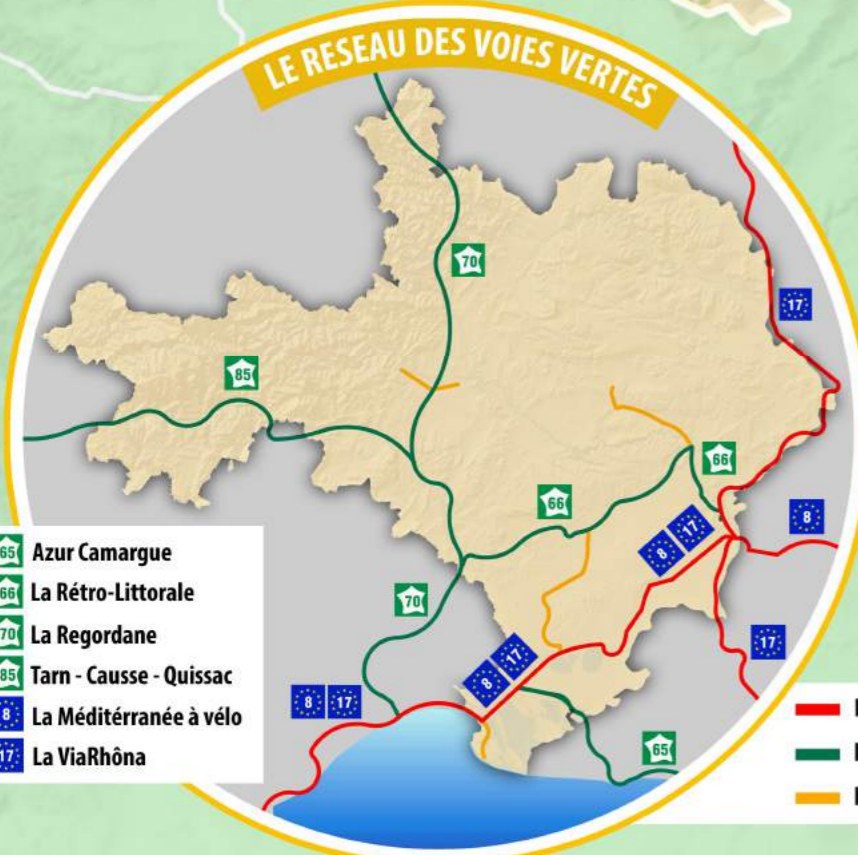 LE RESEAU DES VOIES VERTES
70
17
85
66
66
8
8 17
70
17
8 17
8 17
65
65 Azur Camargue
66 La Rétro-Littorale
70 La Regordane
85 Tarn - Causse - Quissac
8 La Méditérranée à vélo
17 La ViaRhôna